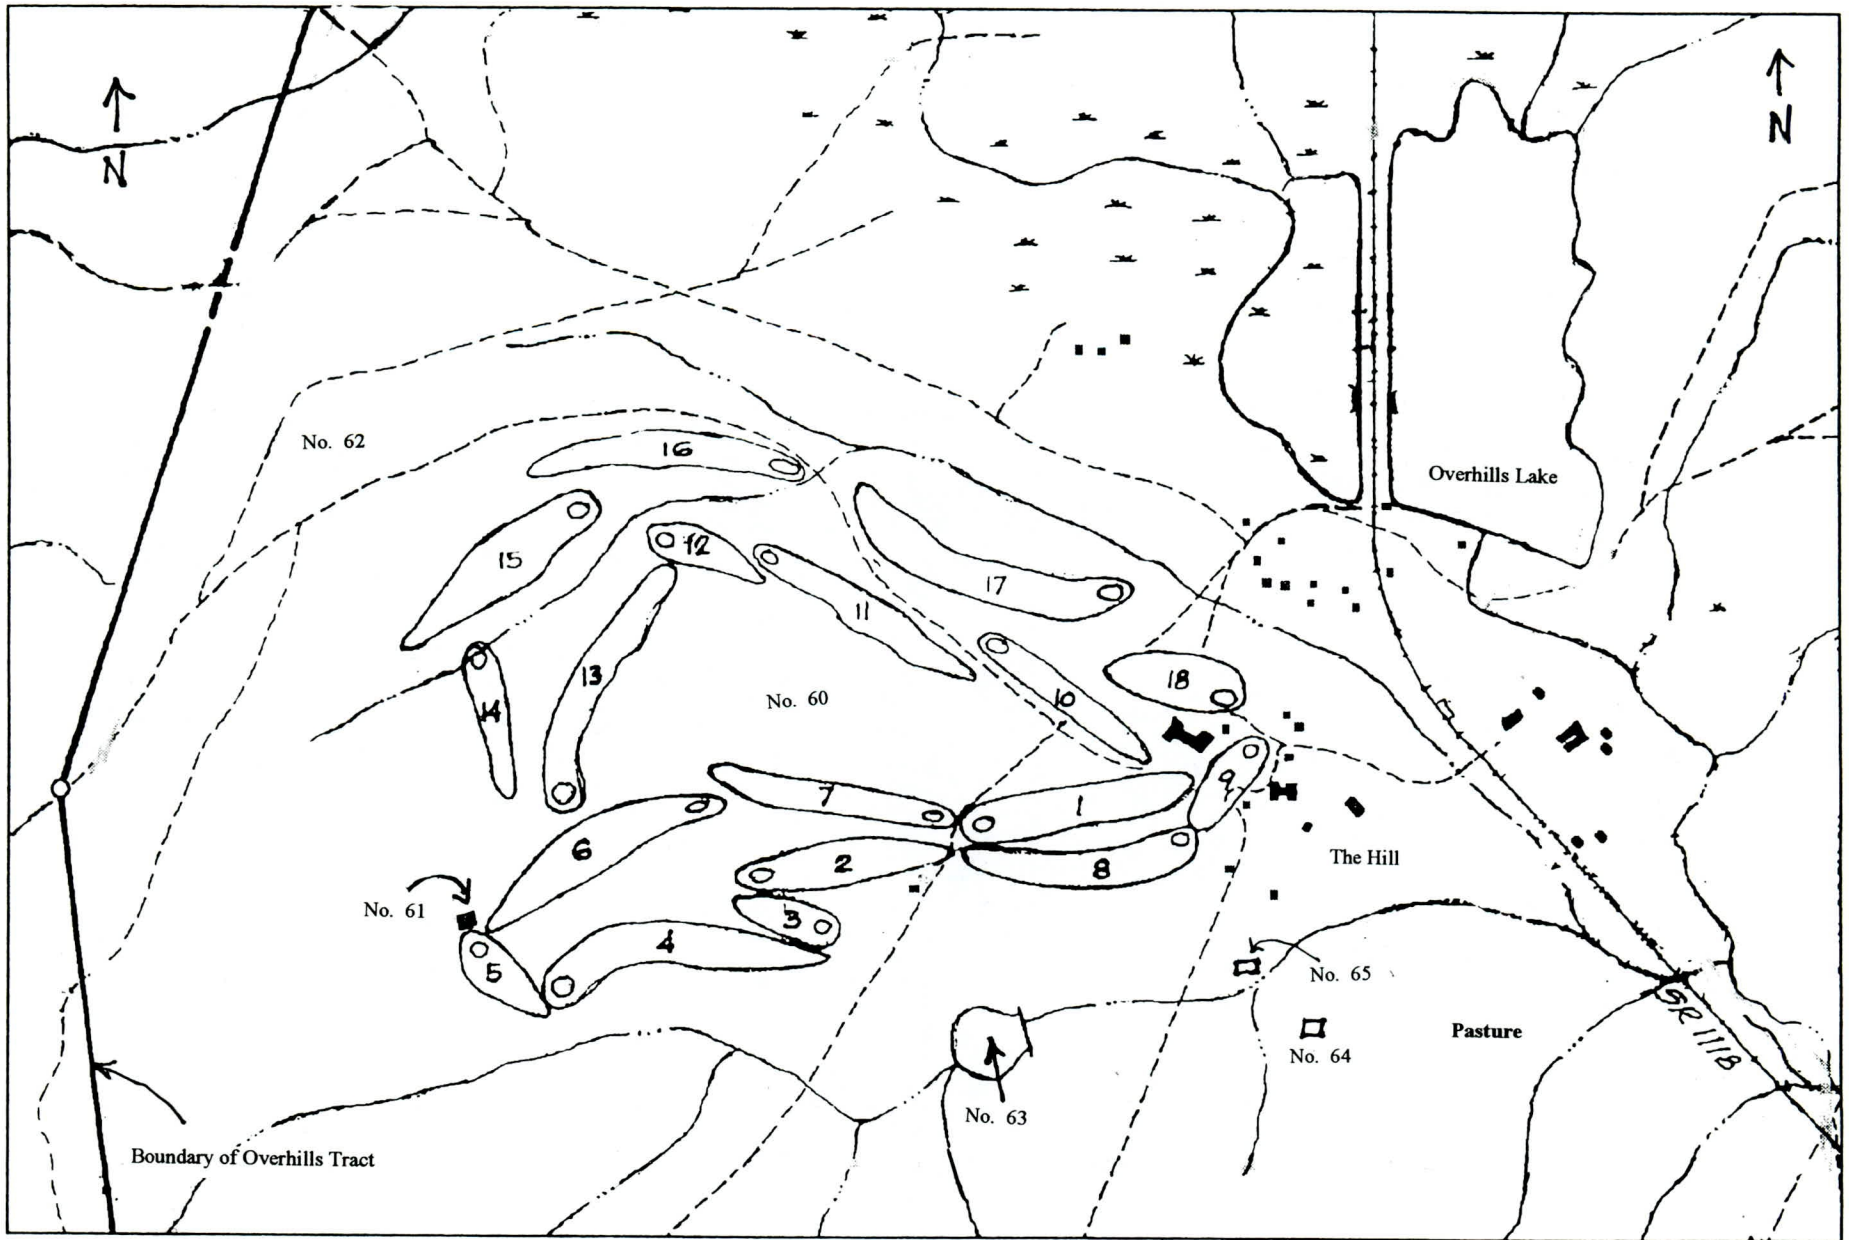 N
N
No. 62
16
Overhills Lake
15
12
17
11
13
18
14
No. 60
10
7
1
9
6
2
8
The Hill
No. 61
3
4
5
No. 65
SR 1118
Pasture
No. 64
No. 63
Boundary of Overhills Tract